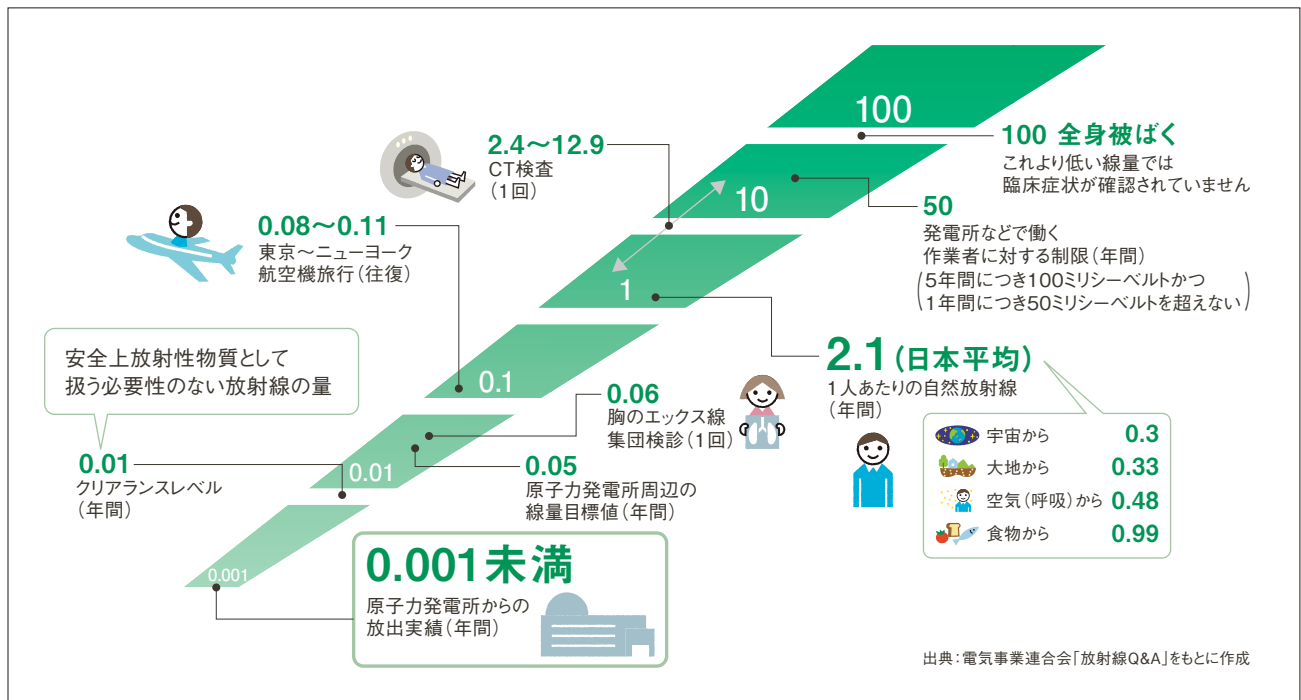 100
100 全身被ばく
これより低い線量では
臨床症状が確認されていません
2.4～12.9
CT検査
(1回)
10
50
発電所などで働く
作業者に対する制限(年間)
(5年間につき100ミリシーベルトかつ
1年間につき50ミリシーベルトを超えない)
0.08～0.11
東京～ニューヨーク
航空機旅行(往復)
1
2.1(日本平均)
1人あたりの自然放射線
(年間)
宇宙から 0.3
大地から 0.33
空気(呼吸)から 0.48
食物から 0.99
安全上放射性物質として
扱う必要性のない放射線の量
0.1
0.06
胸のエックス線
集団検診(1回)
0.01
クリアランスレベル
(年間)
0.01
0.05
原子力発電所周辺の
線量目標値(年間)
0.001
0.001未満
原子力発電所からの
放出実績(年間)
出典:電気事業連合会「放射線Q&A」をもとに作成